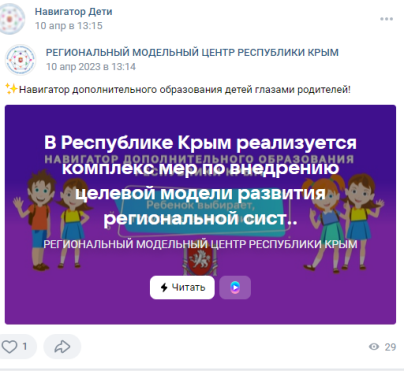 Навигатор Дети
10 апр в 13:15
РЕГИОНАЛЬНЫЙ МОДЕЛЬНЫЙ ЦЕНТР РЕСПУБЛИКИ КРЫМ
10 апр 2023 в 13:14
✨Навигатор дополнительного образования детей глазами родителей!
В Республике Крым реализуется
НАВИГАТОР ДОПОЛНИТЕЛЬНОГО ОБРАЗОВАНИЯ
комплекс мер по внедрению
целевой модели развития
Ребенок выбирает,
региональной сист..
РЕГИОНАЛЬНЫЙ МОДЕЛЬНЫЙ ЦЕНТР РЕСПУБЛИКИ КРЫМ
Читать
1
29